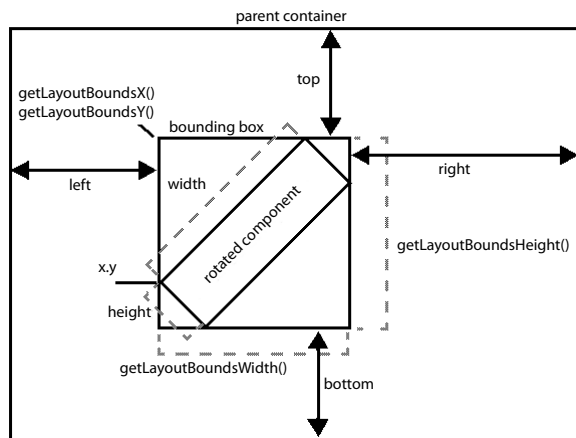 parent container
top
getLayoutBoundsX()
getLayoutBoundsY()
bounding box
left
width
right
rotated component
getLayoutBoundsHeight()
x.y
height
getLayoutBoundsWidth()
bottom